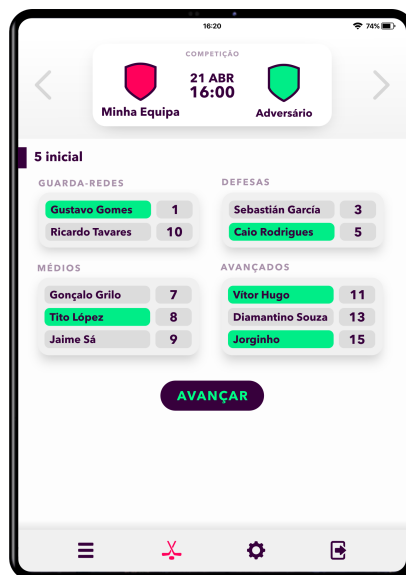 16:20
74%
COMPETIÇÃO
21 ABR
16:00
Minha Equipa
Adversário
5 inicial
GUARDA-REDES
Gustavo Gomes 1
Ricardo Tavares 10
DEFESAS
Sebastián García 3
Caio Rodrigues 5
MÉDIOS
Gonçalo Grilo 7
Tito López 8
Jaime Sá 9
AVANÇADOS
Vítor Hugo 11
Diamantino Souza 13
Jorginho 15
AVANÇAR